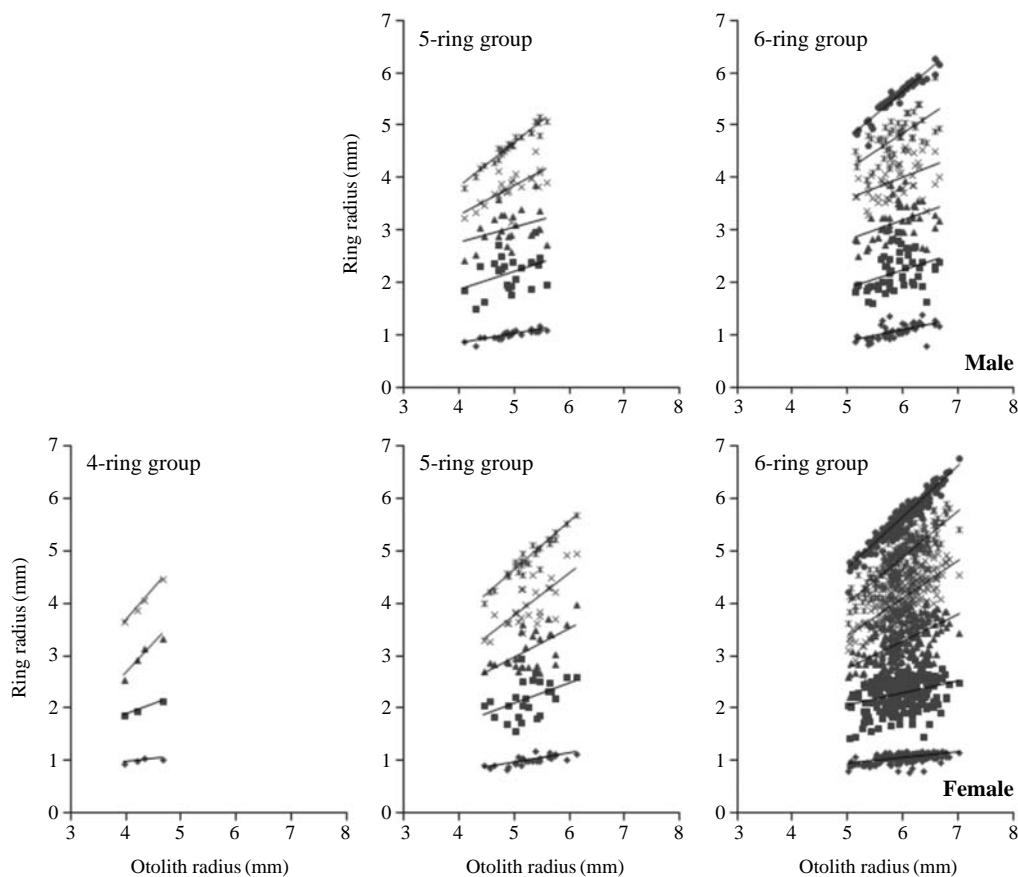 5-ring group
7
6
5
4
3
2
1
0
Ring radius (mm)
3 4 5 6 7 8
6-ring group
7
6
5
4
3
2
1
0
3 4 5 6 7 8
Male
4-ring group
7
6
5
4
3
2
1
0
Ring radius (mm)
3 4 5 6 7 8
Otolith radius (mm)
5-ring group
7
6
5
4
3
2
1
0
3 4 5 6 7 8
Otolith radius (mm)
6-ring group
7
6
5
4
3
2
1
0
3 4 5 6 7 8
Otolith radius (mm)
Female